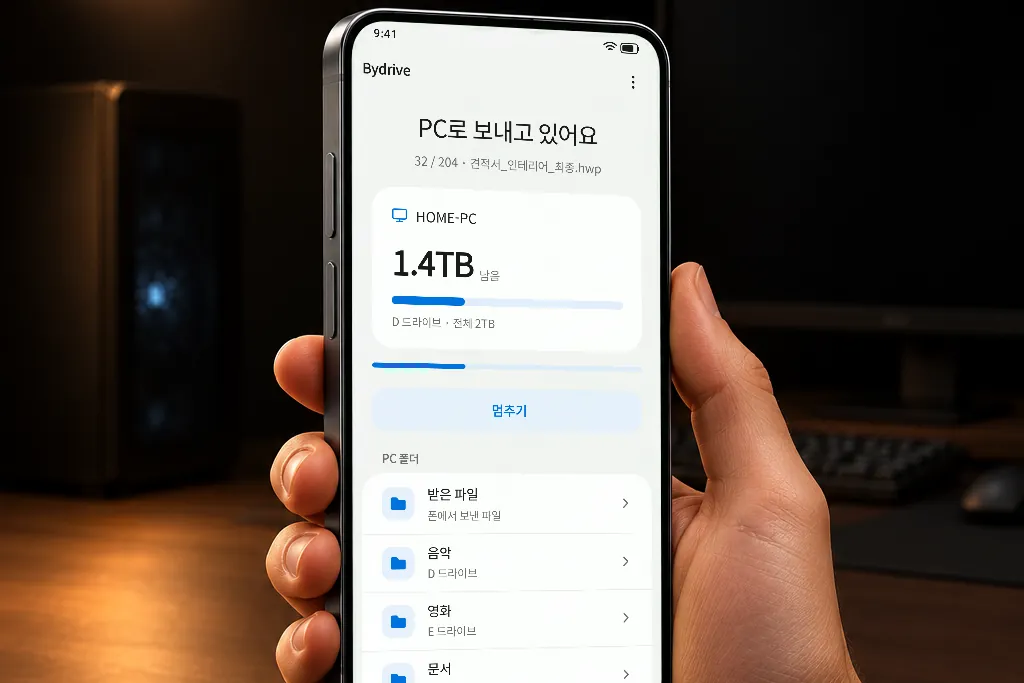 9:41
Bydrive
PC로 보내고 있어요
32 / 204 · 견적서_인테리어_최종.hwp
HOME-PC
1.4TB 남음
D 드라이브 · 전체 2TB
멈추기
PC 폴더
받은 파일
폰에서 보낸 파일
음악
D 드라이브
영화
E 드라이브
문서